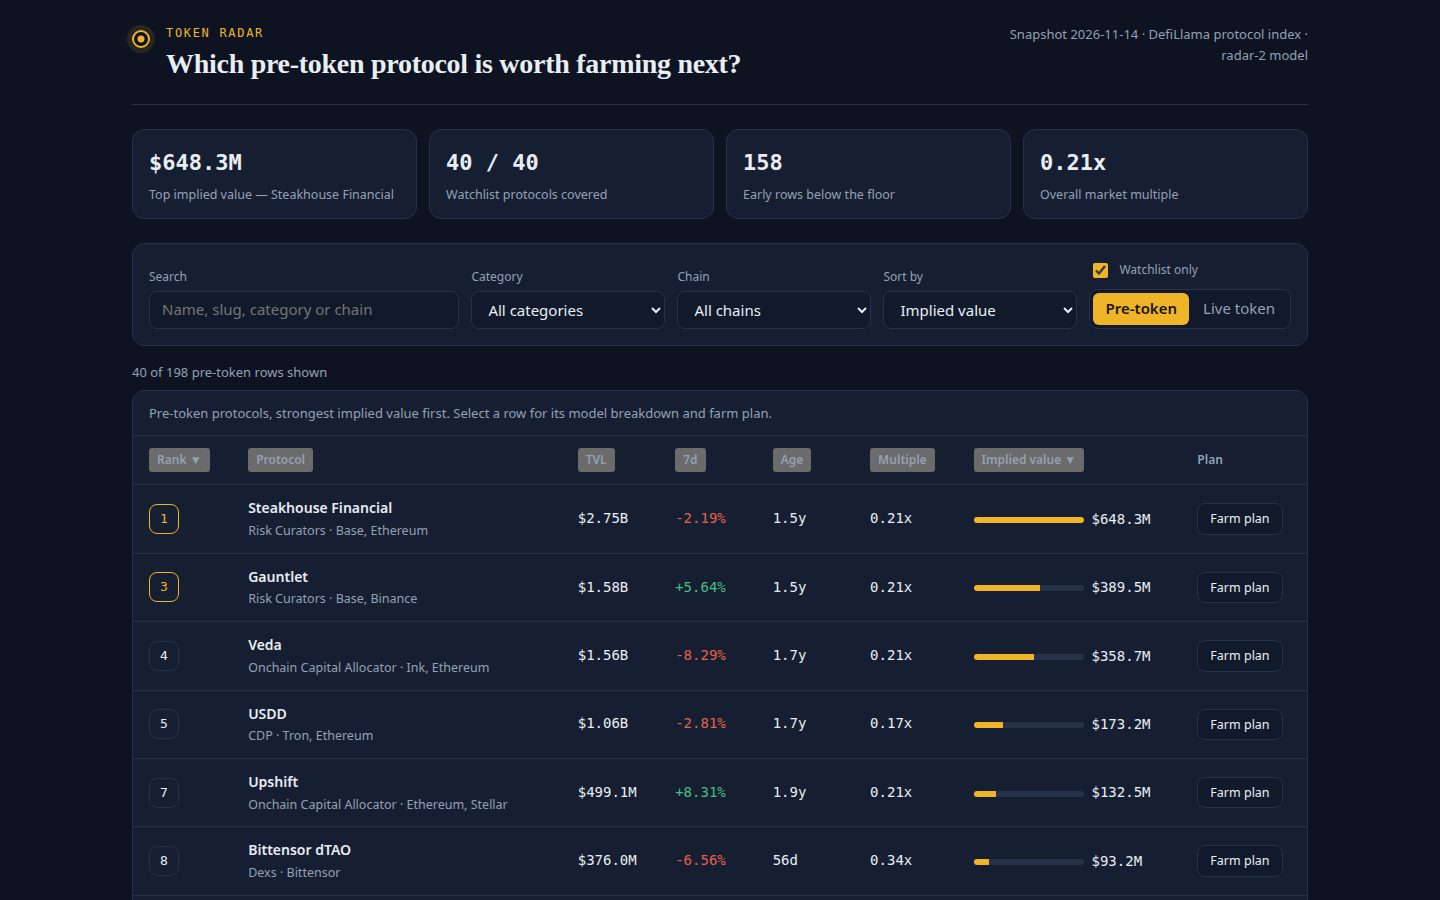 TOKEN RADAR
Which pre-token protocol is worth farming next?
Snapshot 2026-11-14 · DefiLlama protocol index ·
radar-2 model
$648.3M
Top implied value — Steakhouse Financial
40 / 40
Watchlist protocols covered
158
Early rows below the floor
0.21x
Overall market multiple
Search
Name, slug, category or chain
Category
All categories
Chain
All chains
Sort by
Implied value
Watchlist only
Pre-token Live token
40 of 198 pre-token rows shown
Pre-token protocols, strongest implied value first. Select a row for its model breakdown and farm plan.
Rank ▼ Protocol TVL 7d Age Multiple Implied value ▼ Plan
1 Steakhouse Financial $2.75B -2.19% 1.5y 0.21x $648.3M Farm plan
Risk Curators · Base, Ethereum
3 Gauntlet $1.58B +5.64% 1.5y 0.21x $389.5M Farm plan
Risk Curators · Base, Binance
4 Veda $1.56B -8.29% 1.7y 0.21x $358.7M Farm plan
Onchain Capital Allocator · Ink, Ethereum
5 USDD $1.06B -2.81% 1.7y 0.17x $173.2M Farm plan
CDP · Tron, Ethereum
7 Upshift $499.1M +8.31% 1.9y 0.21x $132.5M Farm plan
Onchain Capital Allocator · Ethereum, Stellar
8 Bittensor dTAO $376.0M -6.56% 56d 0.34x $93.2M Farm plan
Dexs · Bittensor